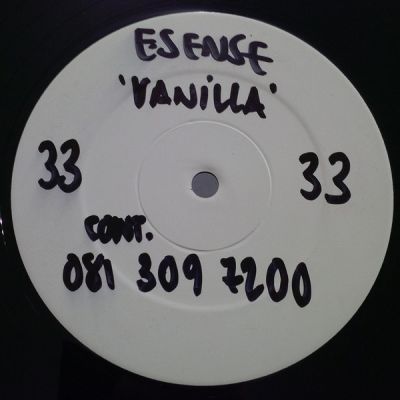 ESENSE
'VANILLA'
33 33
CONT.
081 309 7200